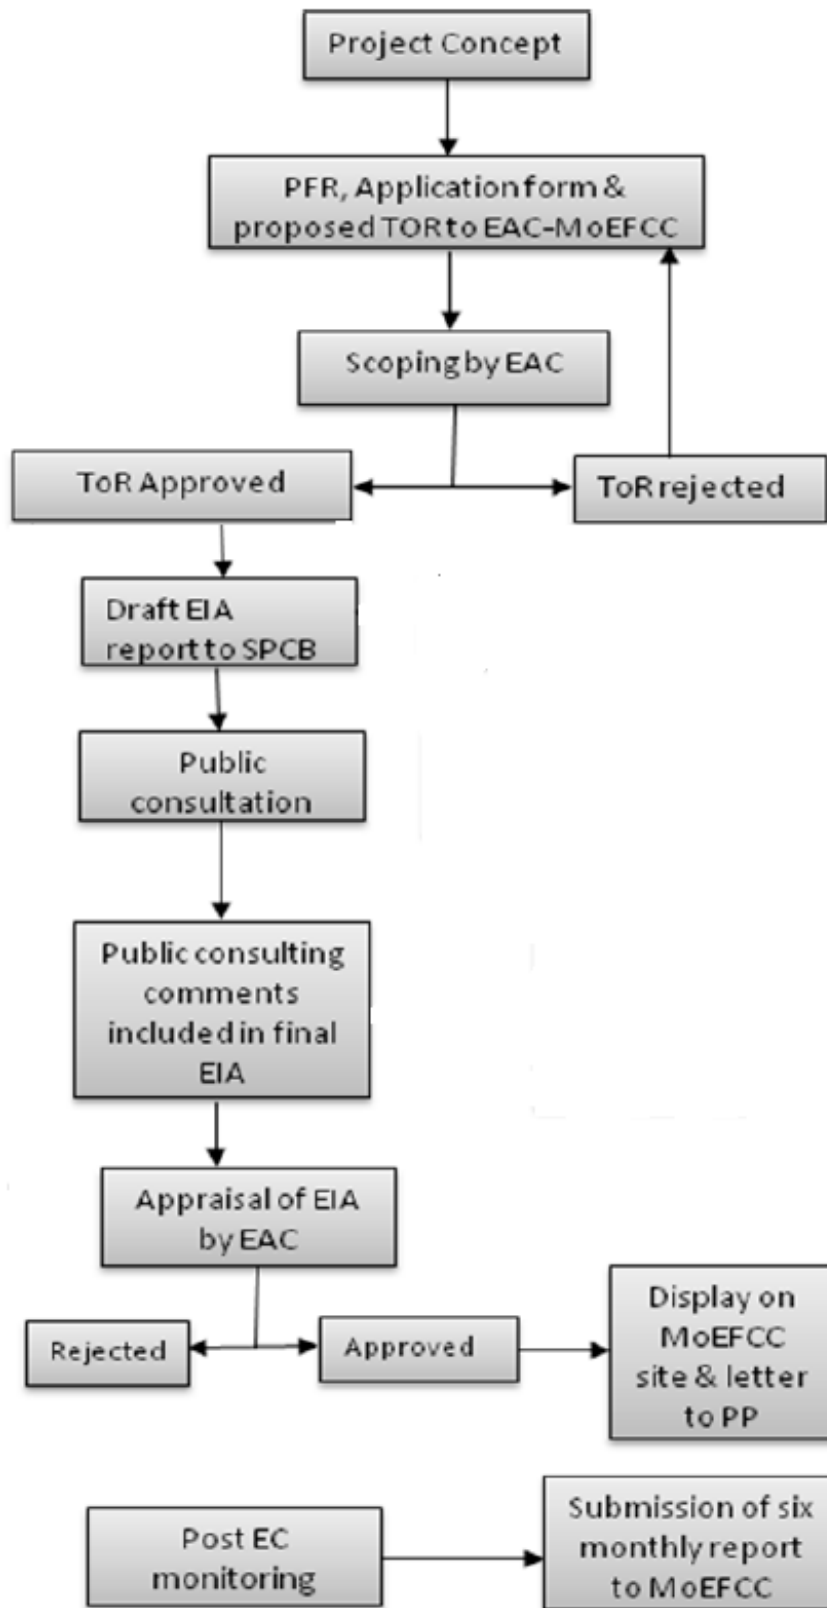 Project Concept
PFR, Application form &
proposed TOR to EAC-MoEFCC
Scoping by EAC
ToR Approved
ToR rejected
Draft EIA
report to SPCB
Public
consultation
Public consulting
comments
included in final
EIA
Appraisal of EIA
by EAC
Rejected
Approved
Display on
MoEFCC
site & letter
to PP
Post EC
monitoring
Submission of six
monthly report
to MoEFCC